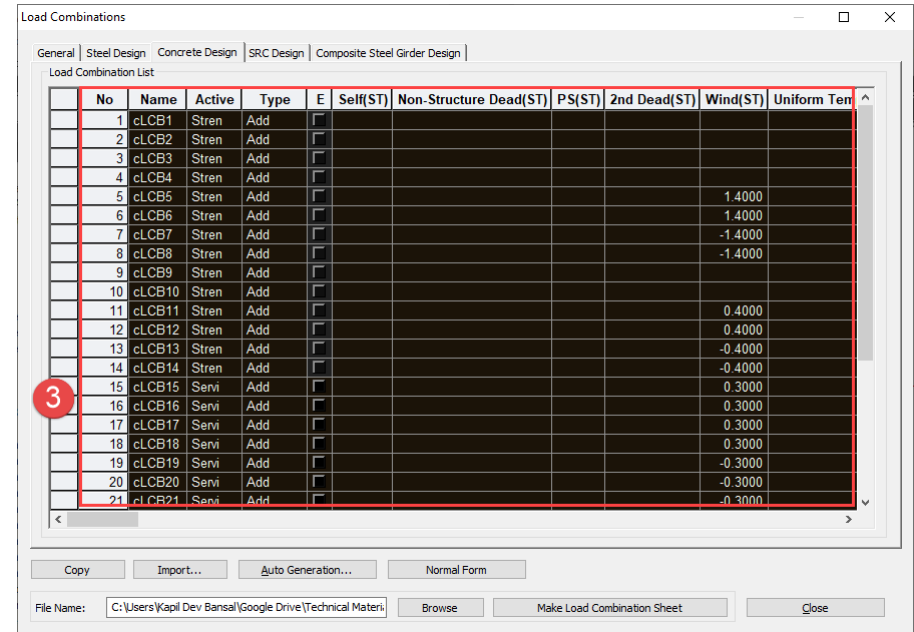 Load Combinations
General Steel Design Concrete Design SRC Design Composite Steel Girder Design
Load Combination List
No Name Active Type E Self(ST) Non-Structure Dead(ST) PS(ST) 2nd Dead(ST) Wind(ST) Uniform Tem
1 cLCB1 Stren Add
2 cLCB2 Stren Add
3 cLCB3 Stren Add
4 cLCB4 Stren Add
5 cLCB5 Stren Add 1.4000
6 cLCB6 Stren Add 1.4000
7 cLCB7 Stren Add -1.4000
8 cLCB8 Stren Add -1.4000
9 cLCB9 Stren Add
10 cLCB10 Stren Add
11 cLCB11 Stren Add 0.4000
12 cLCB12 Stren Add 0.4000
13 cLCB13 Stren Add -0.4000
14 cLCB14 Stren Add -0.4000
15 cLCB15 Servi Add 0.3000
3
16 cLCB16 Servi Add 0.3000
17 cLCB17 Servi Add 0.3000
18 cLCB18 Servi Add 0.3000
19 cLCB19 Servi Add -0.3000
20 cLCB20 Servi Add -0.3000
21 cLCB21 Servi Add -0.3000
Copy Import... Auto Generation... Normal Form
File Name: C:\Users\Kapil Dev Bansal\Google Drive\Technical Materi Browse Make Load Combination Sheet Close